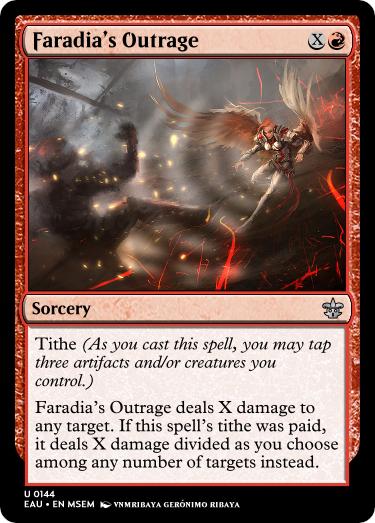 Faradia's Outrage X
Sorcery
Tithe (As you cast this spell, you may tap
three artifacts and/or creatures you
control.)
Faradia's Outrage deals X damage to
any target. If this spell's tithe was paid,
it deals X damage divided as you choose
among any number of targets instead.
U 0144
EAU • EN MSEM VNMRIBAYA GERÓNIMO RIBAYA